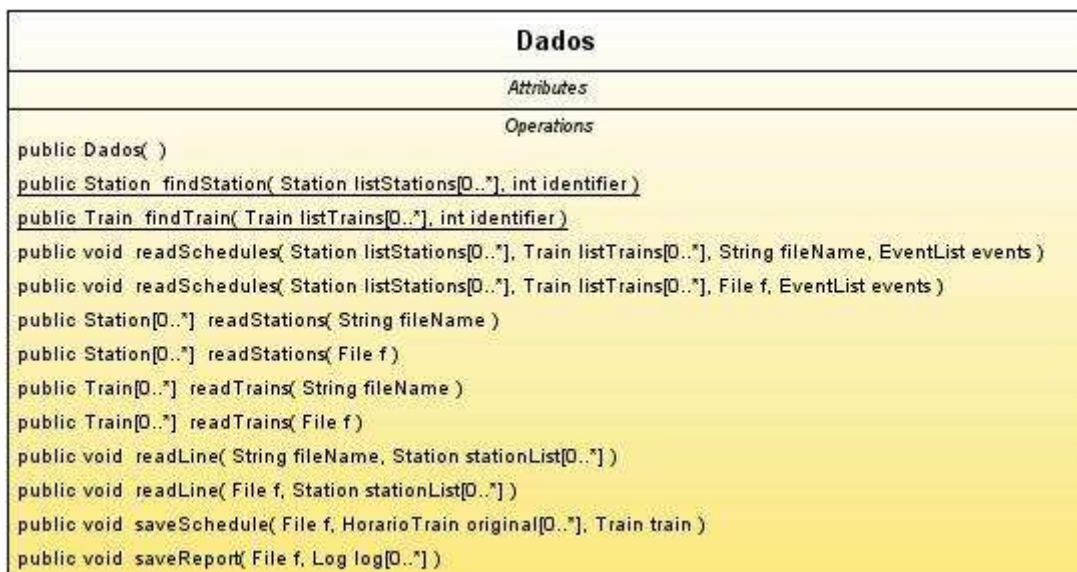 Dados
Attributes
Operations
public Dados( )
public Station findStation( Station listStations[0..*], int identifier )
public Train findTrain( Train listTrains[0..*], int identifier )
public void readSchedules( Station listStations[0..*], Train listTrains[0..*], String fileName, EventList events )
public void readSchedules( Station listStations[0..*], Train listTrains[0..*], File f, EventList events )
public Station[0..*] readStations( String fileName )
public Station[0..*] readStations( File f )
public Train[0..*] readTrains( String fileName )
public Train[0..*] readTrains( File f )
public void readLine( String fileName, Station stationList[0..*] )
public void readLine( File f, Station stationList[0..*] )
public void saveSchedule( File f, HorarioTrain original[0..*], Train train )
public void saveReport( File f, Log log[0..*] )